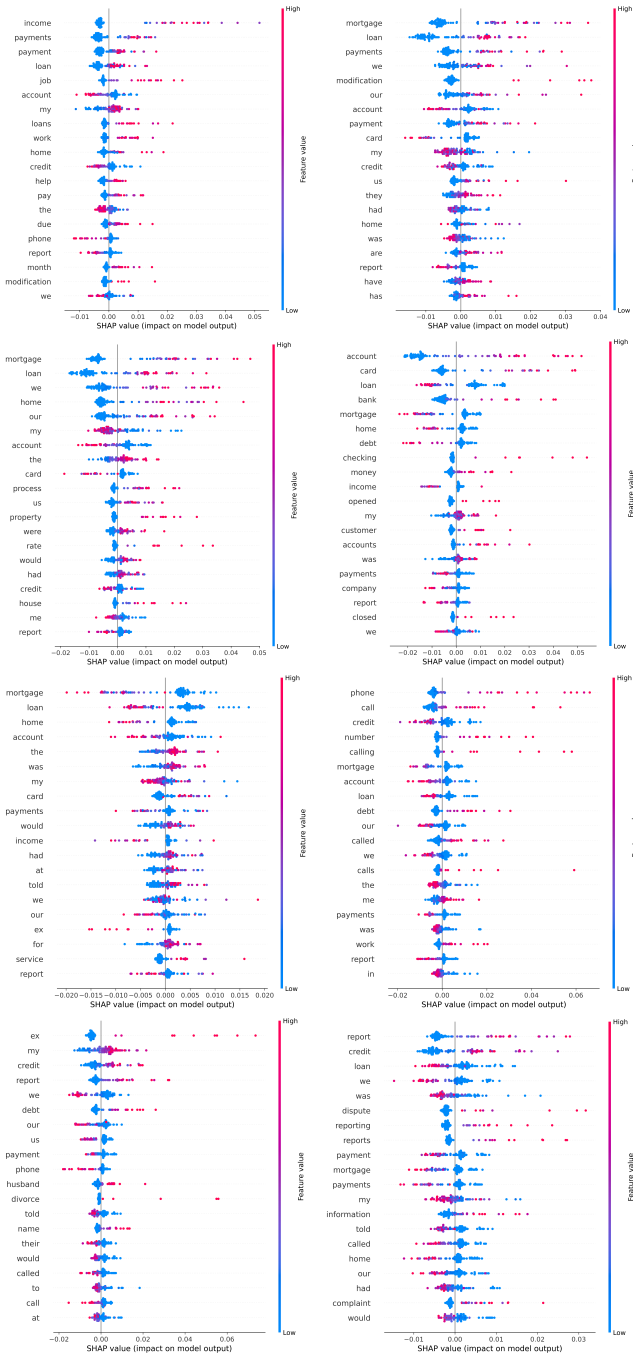 High
income
payments
payment
loan
job
account
my
loans
work
home
credit
help
pay
the
due
phone
report
month
modification
we
Low
Feature value
−0.01 0.00 0.01 0.02 0.03 0.04 0.05
SHAP value (impact on model output)
High
mortgage
loan
payments
we
modification
our
account
payment
card
my
credit
us
they
had
home
was
are
report
have
has
Low
−0.01 0.00 0.01 0.02 0.03 0.04
SHAP value (impact on model output)
High
mortgage
loan
we
home
our
my
account
the
card
process
us
property
were
rate
would
had
credit
house
me
report
Low
Feature value
−0.02 −0.01 0.00 0.01 0.02 0.03 0.04 0.05
SHAP value (impact on model output)
High
account
card
loan
bank
mortgage
home
debt
checking
money
income
opened
my
customer
accounts
was
payments
company
report
closed
we
Low
Feature value
−0.02 −0.01 0.00 0.01 0.02 0.03 0.04 0.05
SHAP value (impact on model output)
High
mortgage
loan
home
account
the
was
my
card
payments
would
income
had
at
told
we
our
ex
for
service
report
Low
Feature value
−0.020 −0.015 −0.010 −0.005 0.000 0.005 0.010 0.015 0.020
SHAP value (impact on model output)
High
phone
call
credit
number
calling
mortgage
account
loan
debt
our
called
we
calls
the
me
payments
was
work
report
in
Low
−0.02 0.00 0.02 0.04 0.06
SHAP value (impact on model output)
High
ex
my
credit
report
we
debt
our
us
payment
phone
husband
divorce
told
name
their
would
called
to
call
at
Low
Feature value
−0.02 0.00 0.02 0.04 0.06
SHAP value (impact on model output)
High
report
credit
loan
we
was
dispute
reporting
reports
payment
mortgage
payments
my
information
told
called
home
our
had
complaint
would
Low
Feature value
−0.01 0.00 0.01 0.02 0.03
SHAP value (impact on model output)